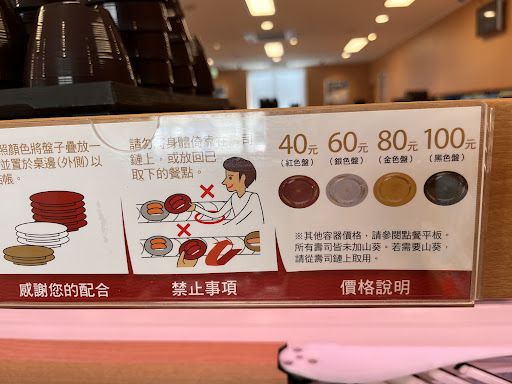 照顏色將盤子疊放一
並置於桌邊(外側)以
帳。
感謝您的配合
請勿
鏈上，或放回已
取下的餐點。
禁止事項
40元 60元 80元 100元
(紅色盤) (銀色盤) (金色盤) (黑色盤)
※其他容器價格，請參閱點餐平板。
所有壽司皆未加山葵。若需要山葵，
請從壽司鏈上取用。
價格說明